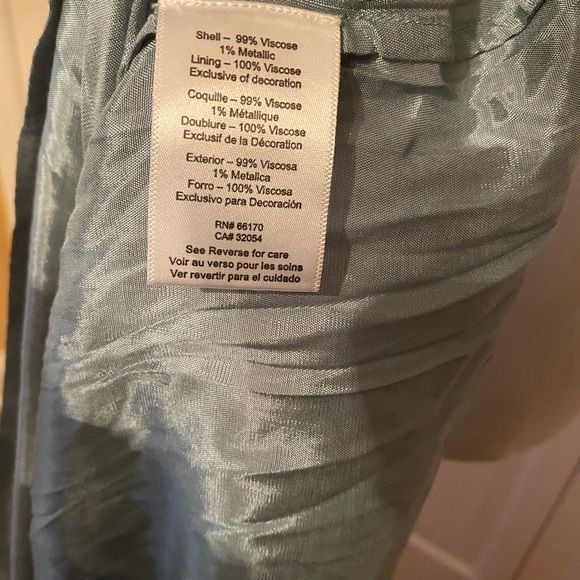 Shell – 99% Viscose
1% Metallic
Lining – 100% Viscose
Exclusive of decoration
Coquille – 99% Viscose
1% Métallique
Doublure – 100% Viscose
Exclusif de la Décoration
Exterior – 99% Viscosa
1% Metalica
Forro – 100% Viscosa
Exclusivo para Decoración
RN# 66170
CA# 32054
See Reverse for care
Voir au verso pour les soins
Ver revertir para el cuidado